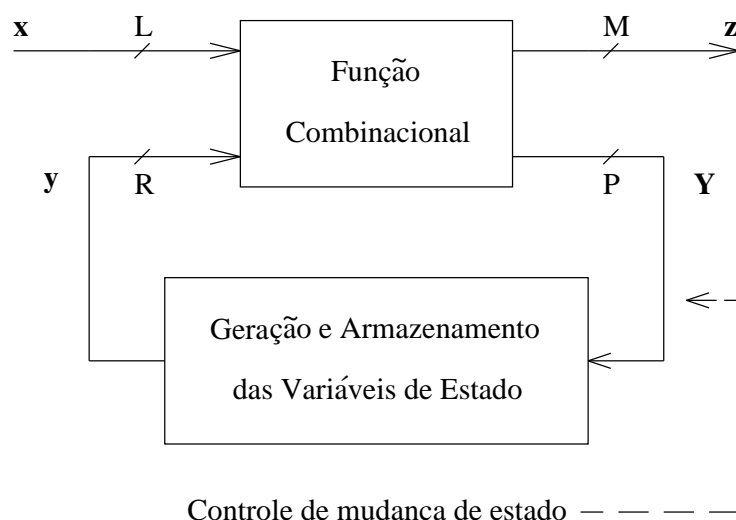 x L M z
Função
Combinacional
y R P Y
Geração e Armazenamento
das Variáveis de Estado
Controle de mudanca de estado